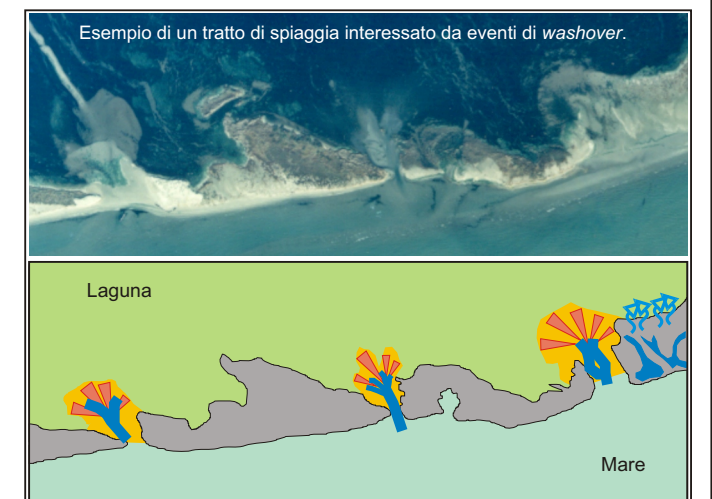 Esempio di un tratto di spiaggia interessato da eventi di washover.
Laguna
Mare